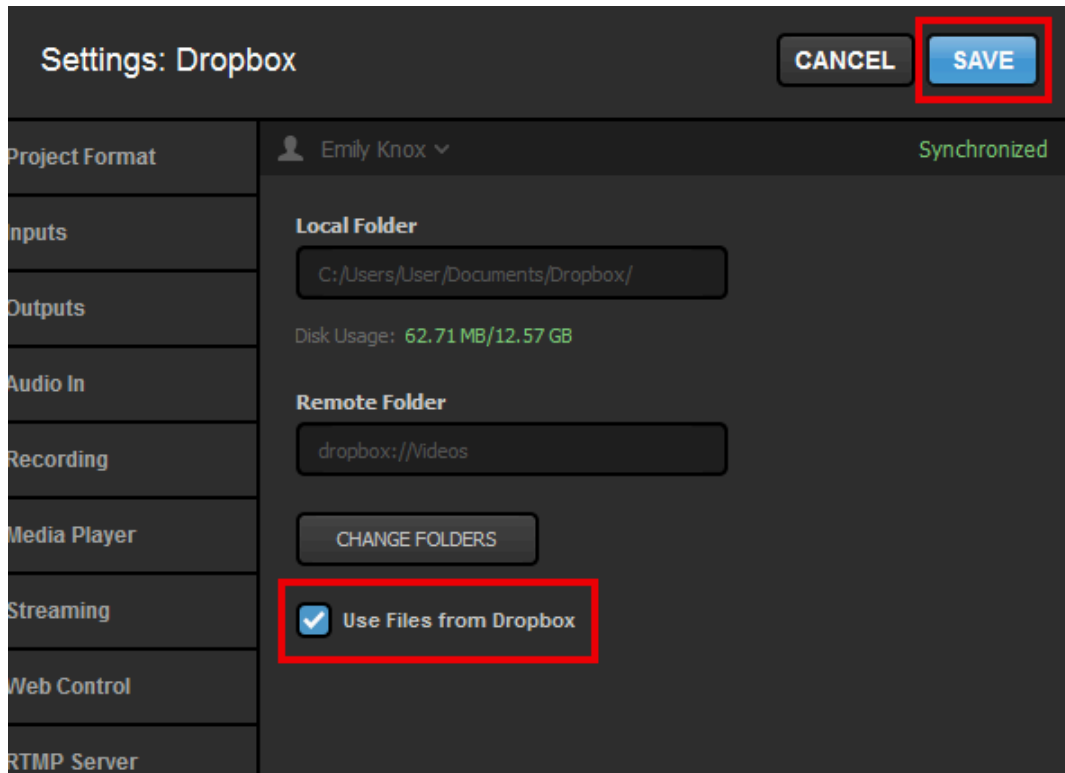 Settings: Dropbox
CANCEL
SAVE
Project Format
Inputs
Outputs
Audio In
Recording
Media Player
Streaming
Web Control
RTMP Server
Emily Knox
Synchronized
Local Folder
C:/Users/User/Documents/Dropbox/
Disk Usage: 62.71 MB/12.57 GB
Remote Folder
dropbox://Videos
CHANGE FOLDERS
Use Files from Dropbox